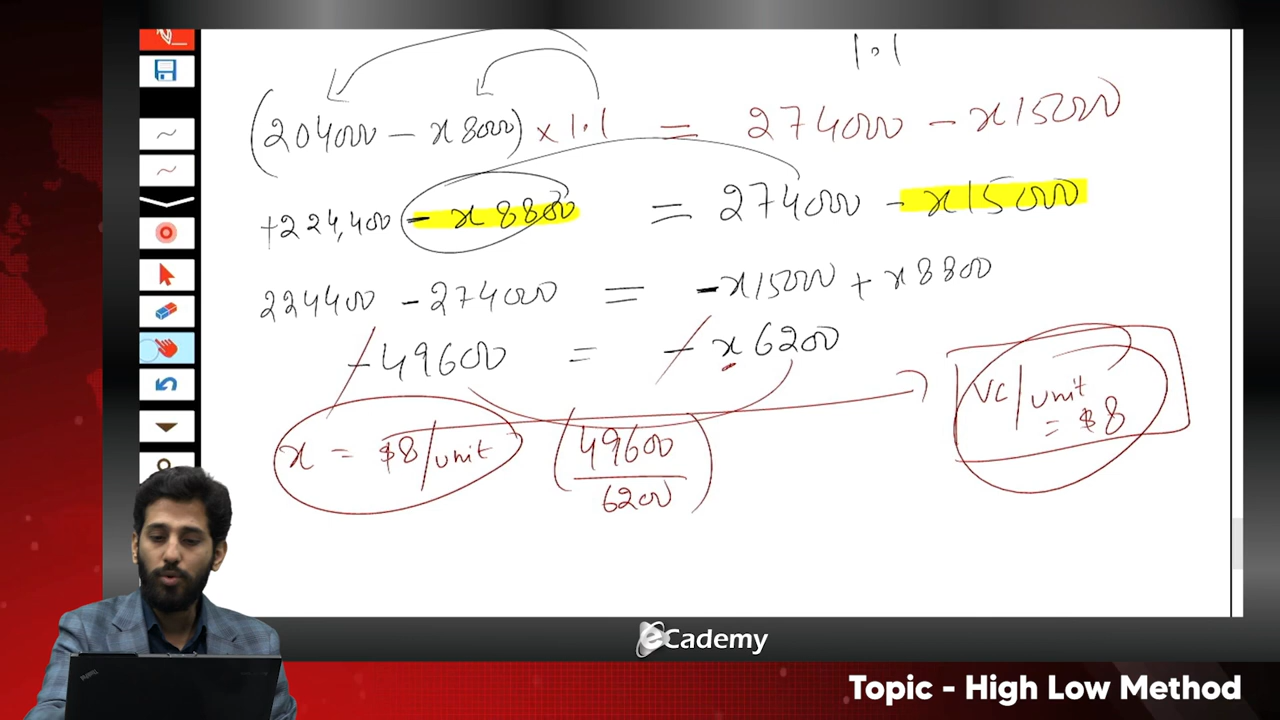 1.1
(204000 – x8000) × 1.1 = 274000 – x15000
+224,400 – x8800 = 274000 – x15000
224400 – 274000 = –x15000 + x8800
–49600 = –x6200
VC/unit = $8
x = $8/unit (49600/6200)
eCademy
Topic - High Low Method